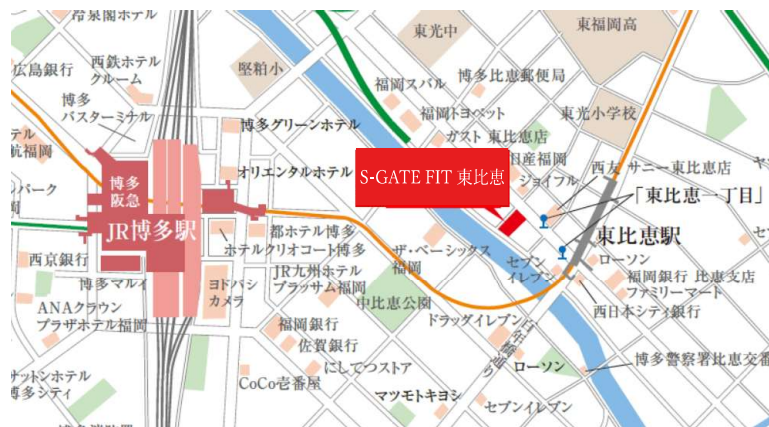 冷泉閣ホテル
東光中
東福岡高
広島銀行
西鉄ホテル
クルーム
堅粕小
福岡スバル
博多比恵郵便局
博多
バスターミナル
福岡トヨペット
東光小学校
博多グリーンホテル
ガスト 東比恵店
航福岡
日産福岡
西友 サニー東比恵店
オリエンタルホテル
S-GATE FIT 東比恵
ジョイフル
博多
阪急
「東比恵一丁目」
JR博多駅
都ホテル博多
東比恵駅
ホテルクリオコート博多
ザ・ベーシックス
福岡
西京銀行
セブン
イレブン
ローソン
JR九州ホテル
ブラッサム福岡
福岡銀行 比恵支店
博多マルイ
ヨドバシ
カメラ
中比恵公園
ファミリーマート
ANAクラウン
プラザホテル福岡
西日本シティ銀行
福岡銀行
ドラッグイレブン
百年橋通り
佐賀銀行
にしてつストア
ローソン
博多警察署比恵交番
サットンホテル
博多シティ
CoCo壱番屋
マツモトキヨシ
セブンイレブン